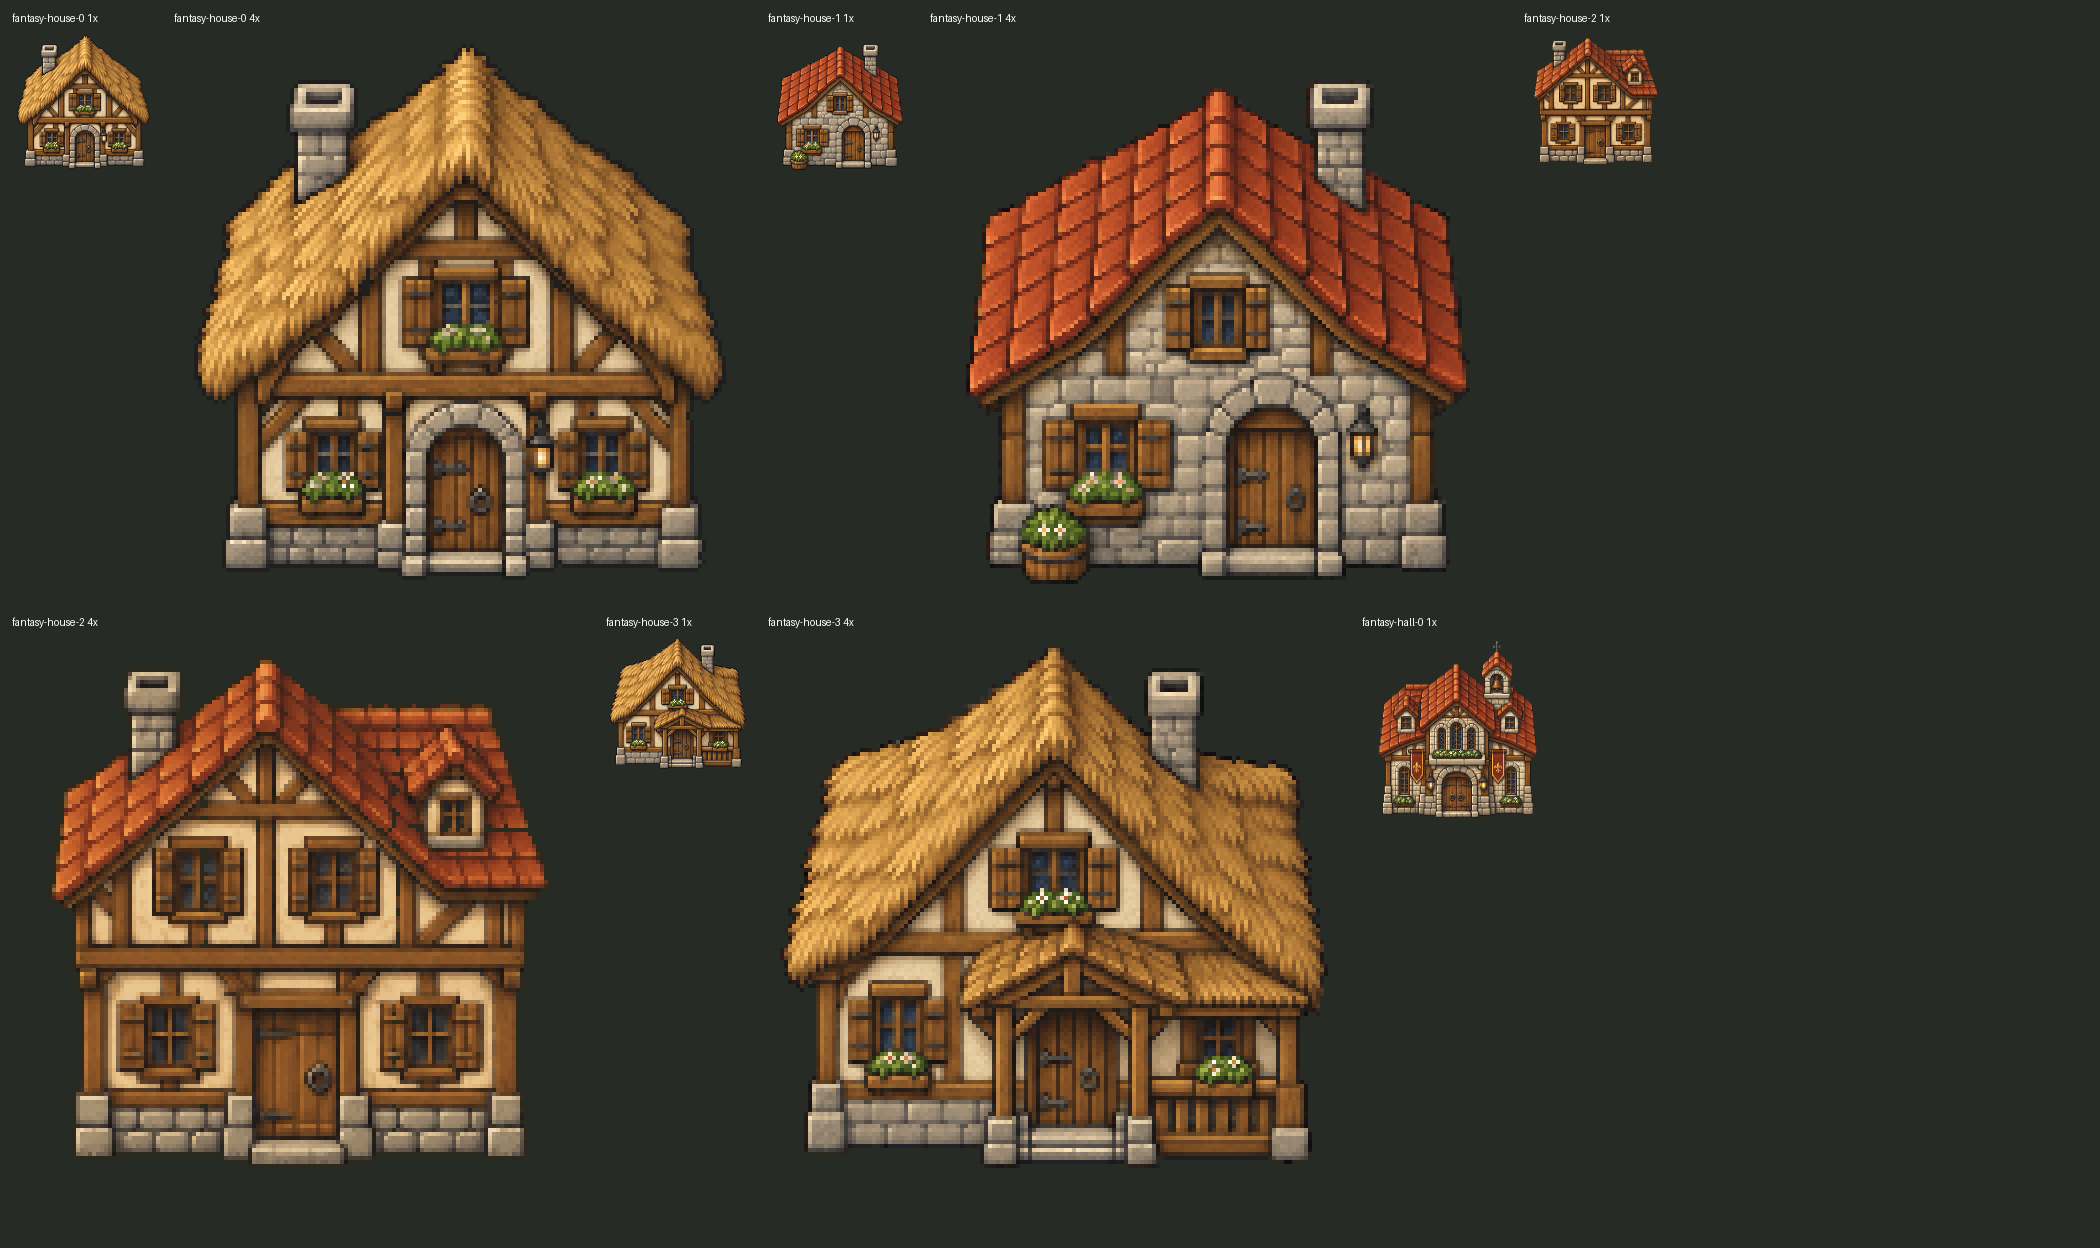 fantasy-house-0 1x
fantasy-house-0 4x
fantasy-house-1 1x
fantasy-house-1 4x
fantasy-house-2 1x
fantasy-house-2 4x
fantasy-house-3 1x
fantasy-house-3 4x
fantasy-hall-0 1x